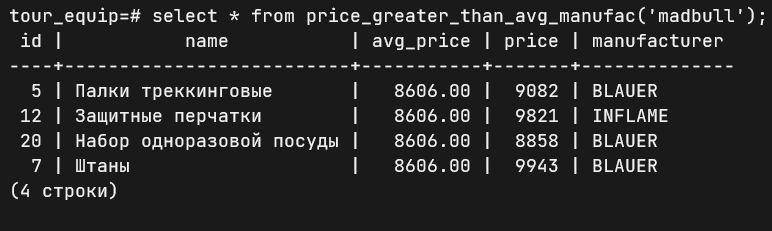 tour_equip=# select * from price_greater_than_avg_manufac('madbull');
 id |           name           | avg_price | price | manufacturer
----+--------------------------+-----------+-------+--------------
  5 | Палки треккинговые       |   8606.00 |  9082 | BLAUER
 12 | Защитные перчатки        |   8606.00 |  9821 | INFLAME
 20 | Набор одноразовой посуды |   8606.00 |  8858 | BLAUER
  7 | Штаны                    |   8606.00 |  9943 | BLAUER
(4 строки)